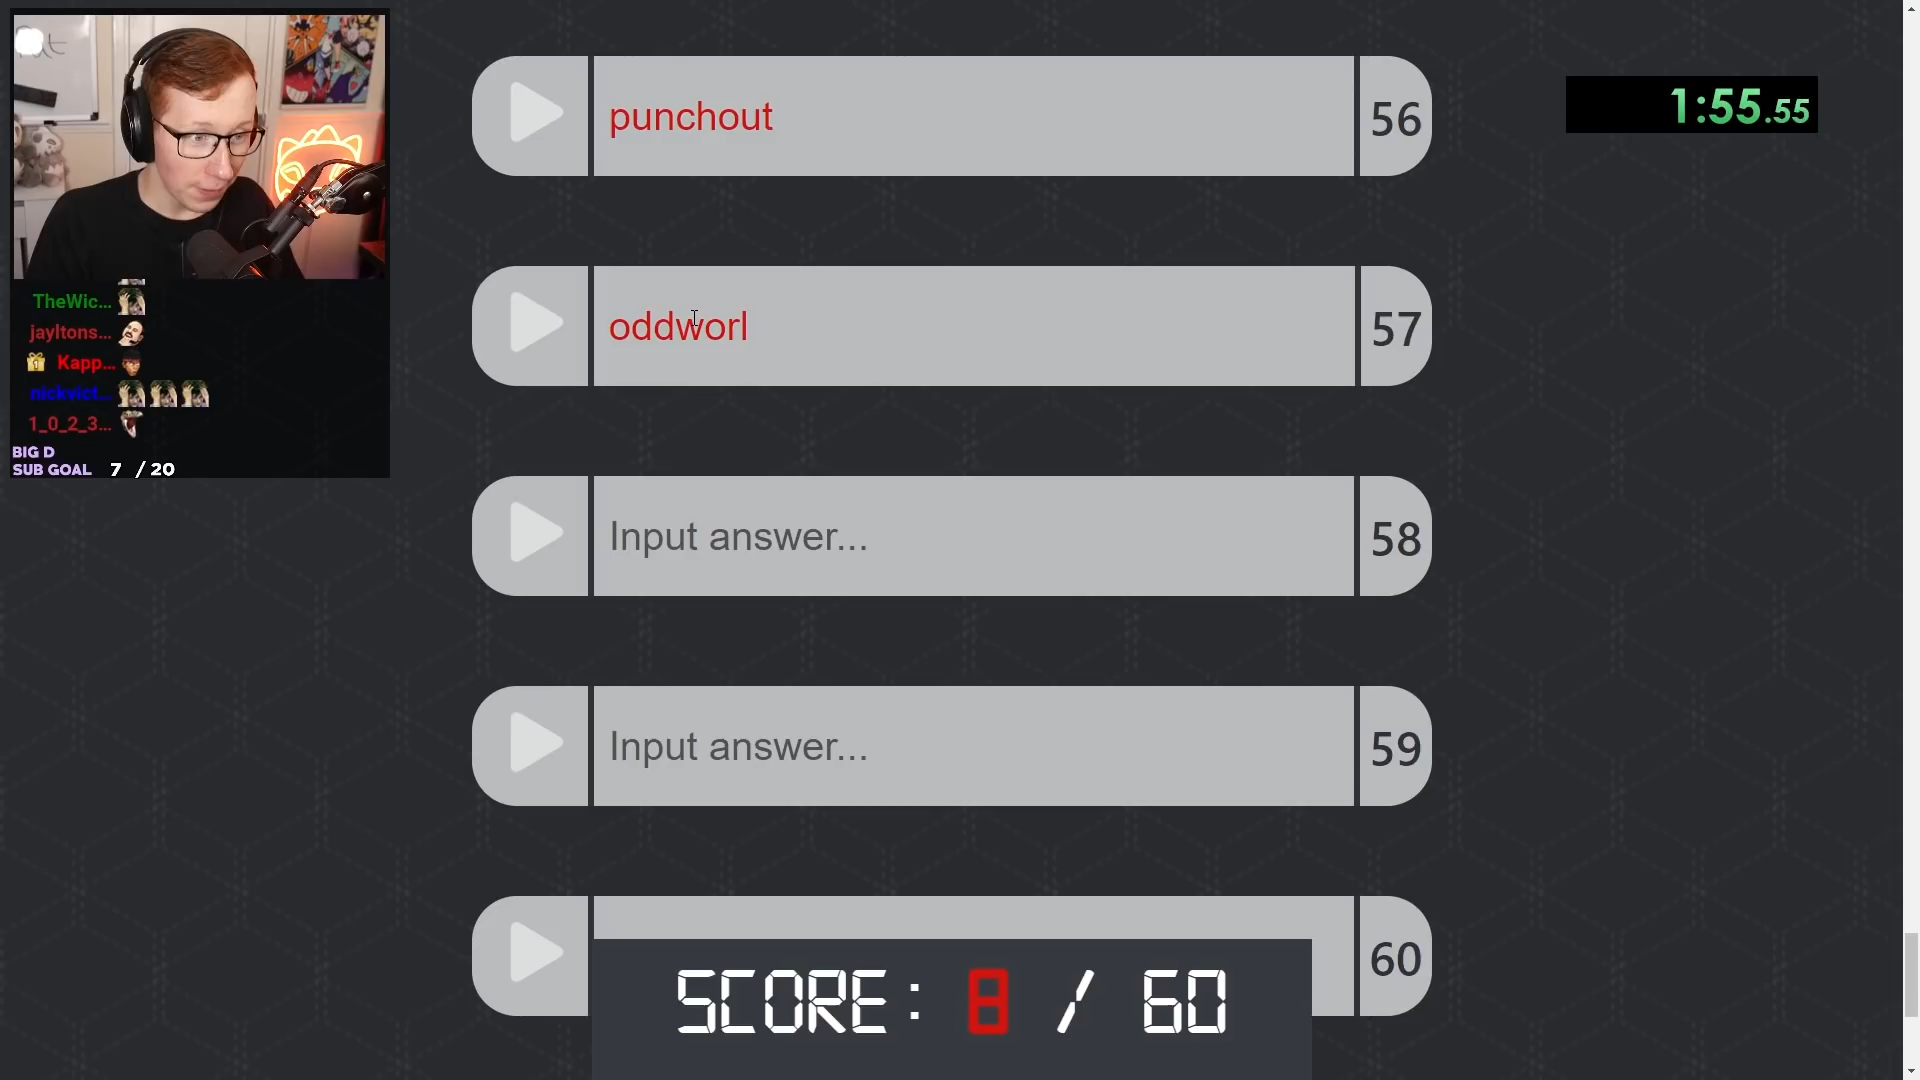 punchout
56
1:55.55
oddworl
57
TheWic...
jayltons...
Kapp...
nickvict...
1_0_2_3...
BIG D
SUB GOAL 7 / 20
Input answer...
58
Input answer...
59
60
SCORE: 8 / 60